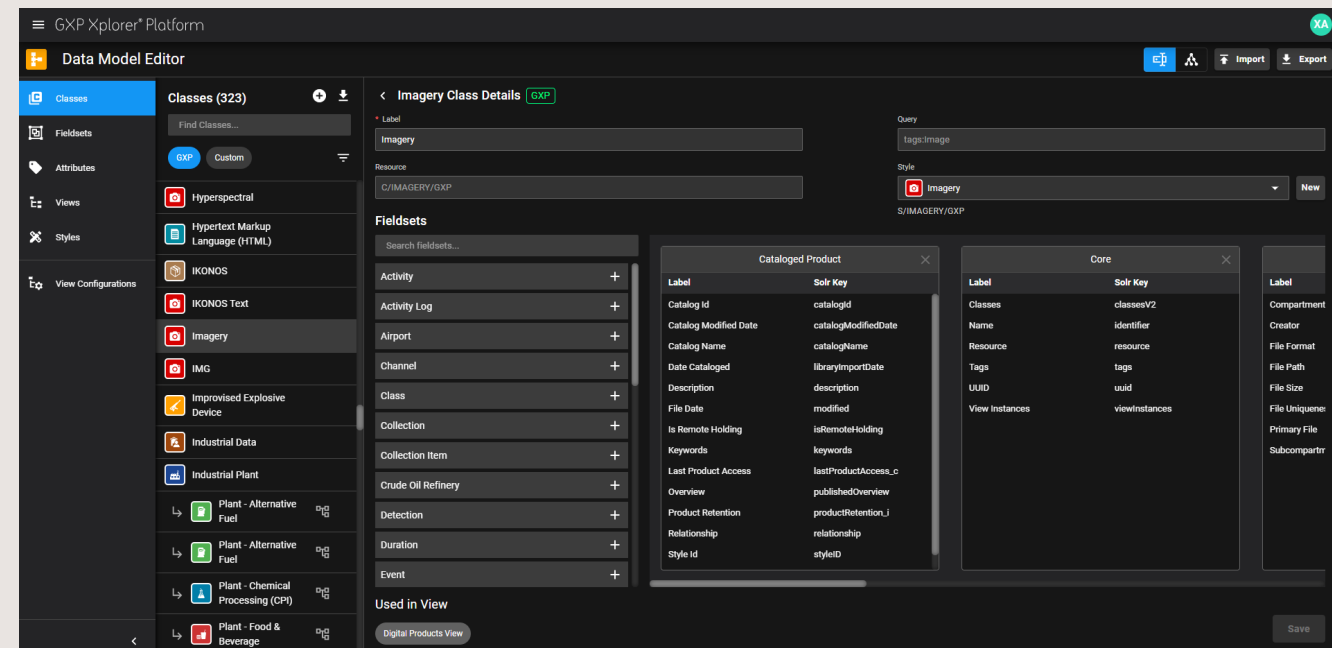 GXP Xplorer® Platform
XA
Data Model Editor
Import
Export
Classes
Fieldsets
Attributes
Views
Styles
View Configurations
Classes (323)
Find Classes...
GXP
Custom
Hyperspectral
Hypertext Markup
Language (HTML)
IKONOS
IKONOS Text
Imagery
IMG
Improvised Explosive
Device
Industrial Data
Industrial Plant
Plant - Alternative
Fuel
Plant - Alternative
Fuel
Plant - Chemical
Processing (CPI)
Plant - Food &
Beverage
Imagery Class Details GXP
* Label
Imagery
Query
tags:Image
Resource
C/IMAGERY/GXP
Style
Imagery
New
S/IMAGERY/GXP
Fieldsets
Search fieldsets...
Activity
Activity Log
Airport
Channel
Class
Collection
Collection Item
Crude Oil Refinery
Detection
Duration
Event
Cataloged Product
Label Solr Key
Catalog Id catalogId
Catalog Modified Date catalogModifiedDate
Catalog Name catalogName
Date Cataloged libraryImportDate
Description description
File Date modified
Is Remote Holding isRemoteHolding
Keywords keywords
Last Product Access lastProductAccess_c
Overview publishedOverview
Product Retention productRetention_i
Relationship relationship
Style Id styleID
Core
Label Solr Key
Classes classesV2
Name identifier
Resource resource
Tags tags
UUID uuid
View Instances viewInstances
Label
Compartment
Creator
File Format
File Path
File Size
File Uniquenes
Primary File
Subcompartm
Used in View
Digital Products View
Save